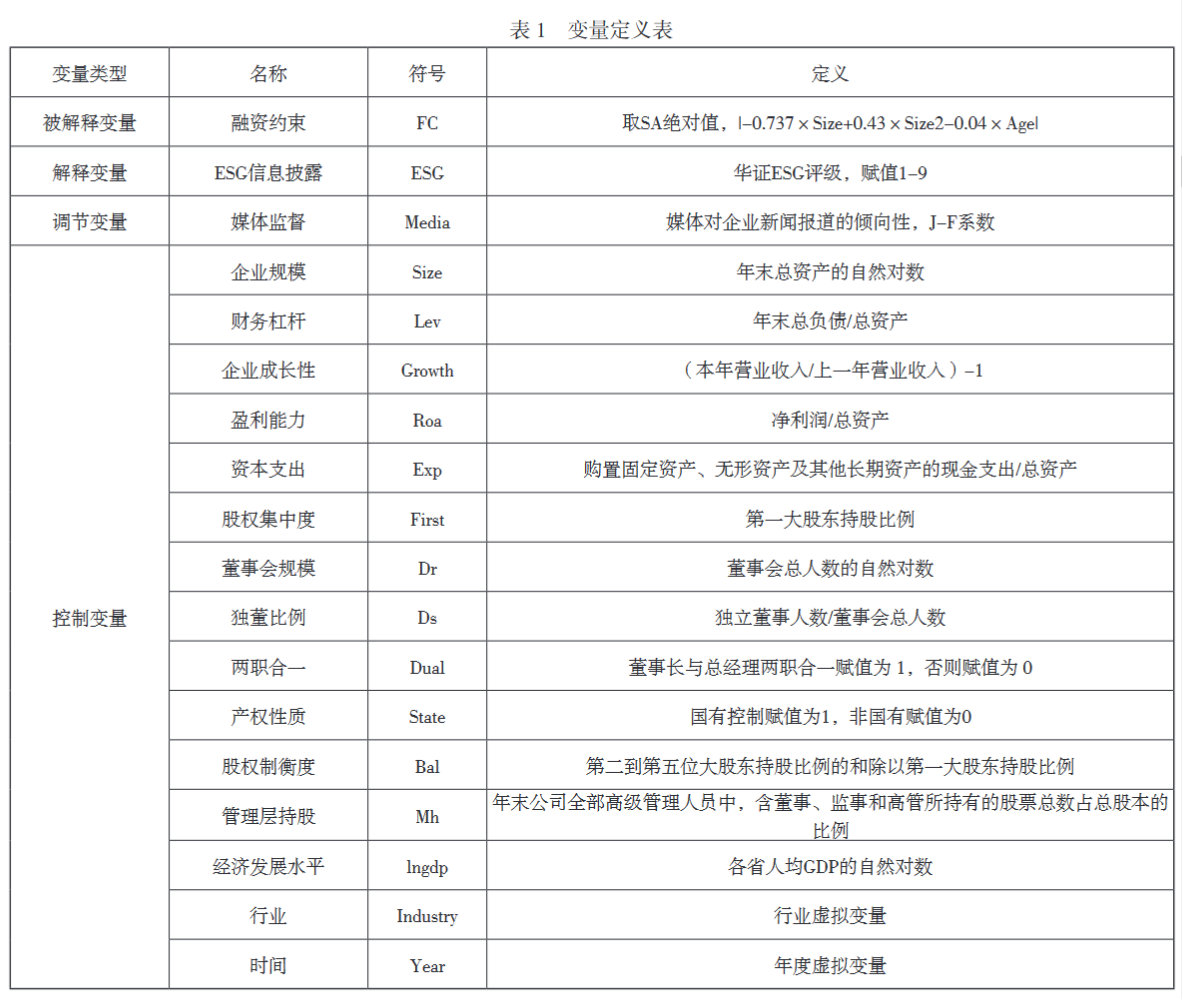 表 1 变量定义表
变量类型 名称 符号 定义
被解释变量 融资约束 FC 取SA绝对值，|-0.737×Size+0.43×Size2-0.04×Age|
解释变量 ESG信息披露 ESG 华证ESG评级，赋值1-9
调节变量 媒体监督 Media 媒体对企业新闻报道的倾向性，J-F系数
企业规模 Size 年末总资产的自然对数
财务杠杆 Lev 年末总负债/总资产
企业成长性 Growth （本年营业收入/上一年营业收入）-1
盈利能力 Roa 净利润/总资产
资本支出 Exp 购置固定资产、无形资产及其他长期资产的现金支出/总资产
股权集中度 First 第一大股东持股比例
董事会规模 Dr 董事会总人数的自然对数
控制变量 独董比例 Ds 独立董事人数/董事会总人数
两职合一 Dual 董事长与总经理两职合一赋值为 1，否则赋值为 0
产权性质 State 国有控制赋值为1，非国有赋值为0
股权制衡度 Bal 第二到第五位大股东持股比例的和除以第一大股东持股比例
管理层持股 Mh 年末公司全部高级管理人员中，含董事、监事和高管所持有的股票总数占总股本的
比例
经济发展水平 lngdp 各省人均GDP的自然对数
行业 Industry 行业虚拟变量
时间 Year 年度虚拟变量